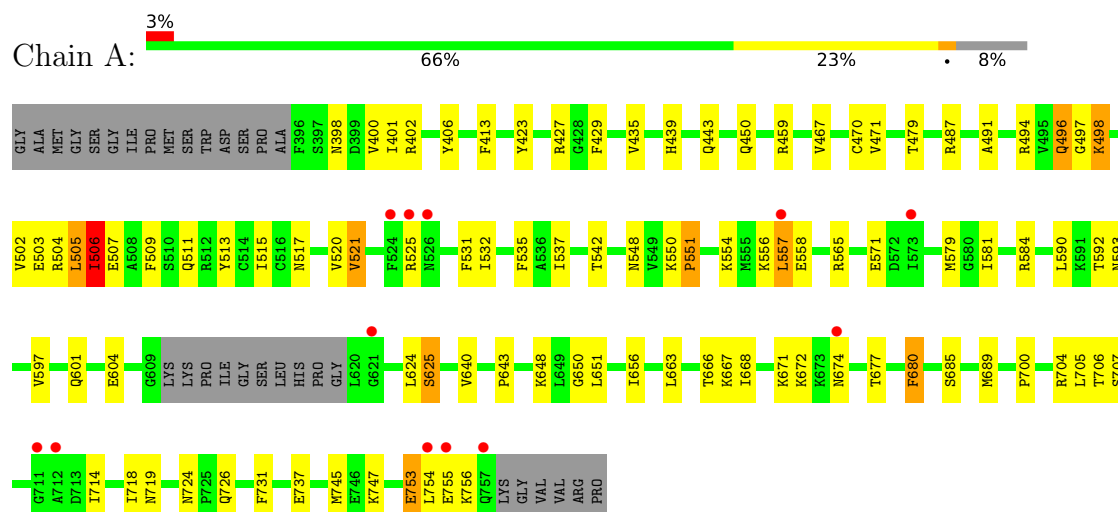 3%
Chain A:
66% 23% • 8%
GLY ALA MET GLY SER SER GLY ILE PRO MET SER TRP ASP SER PRO ALA F396 S397 N398 D399 V400 I401 R402 Y406 F413 Y423 R427 G428 F429 V435 H439 Q443 Q450 R459 V467 C470 V471 T479 R487 A491 R494 V495 Q496 G497 K498
V502 E503 R504 L505 I506 E507 A508 F509 S510 Q511 R512 Y513 C514 I515 C516 N517 V520 V521 F524 R525 N526 F531 I532 F535 A536 I537 T542 N548 V549 K550 P551 K554 M555 K556 L557 E558 R565 E571 D572 I573 M579 G580 I581 R584 L590 K591 T592 N593
V597 Q601 E604 G609 LYS LYS PRO ILE GLY SER LEU HIS PRO GLY L620 G621 L624 S625 V640 P643 K648 L649 G650 L651 I656 L663 T666 K667 I668 K671 K672 K673 N674 T677 F680 S685 M689 P700 R704 L705 T706
G711 A712 D713 I714 I718 N719 N724 P725 Q726 F731 E737 M745 E746 K747 E753 L754 E755 K756 Q757 LYS GLY VAL VAL ARG PRO